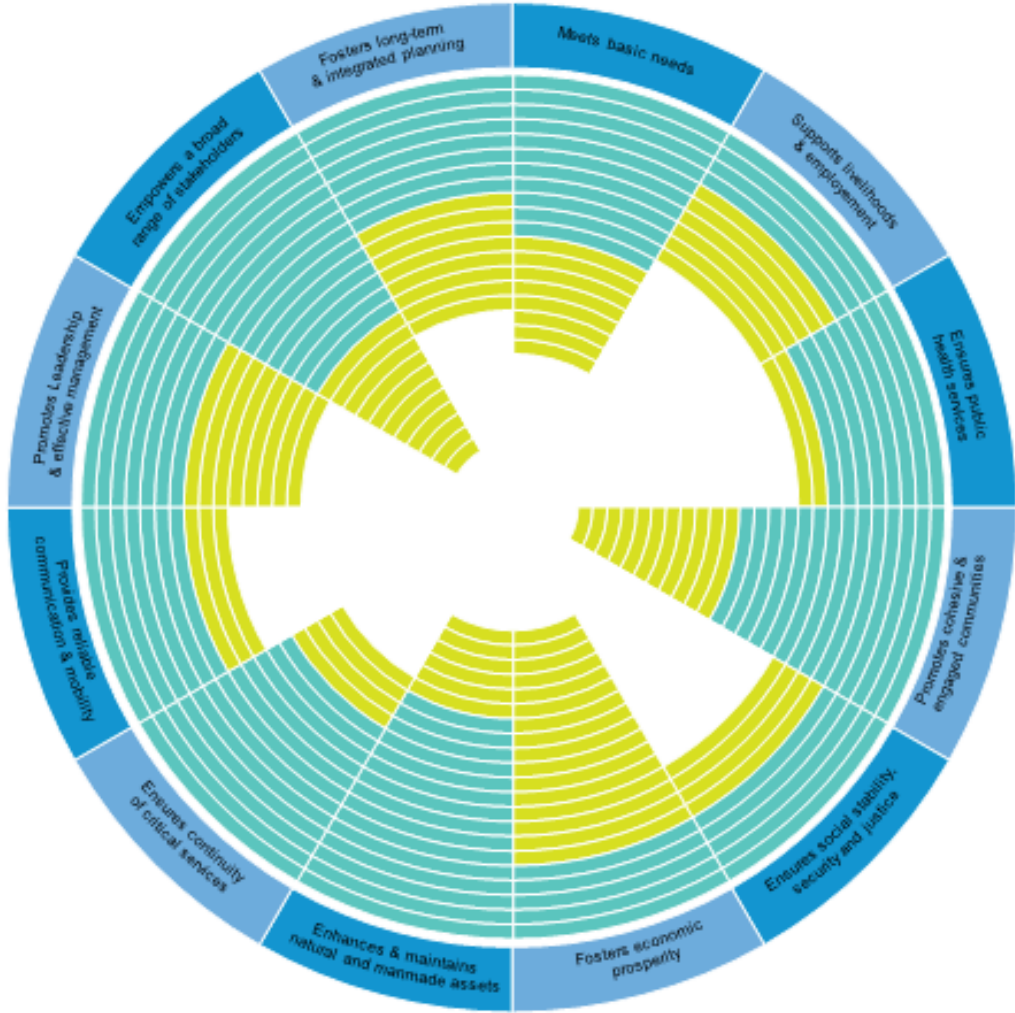 Meets basic needs
Supports livelihoods
& employement
Ensures public
health services
Promotes cohesive &
engaged communities
Ensures social stability,
security and justice
Fosters economic
prosperity
Enhances & maintains
natural and manmade assets
Ensures continuity
of critical services
Provides reliable
communication & mobility
Promotes Leadership
& effective management
Empowers a broad
range of stakeholders
Fosters long-term
& integrated planning